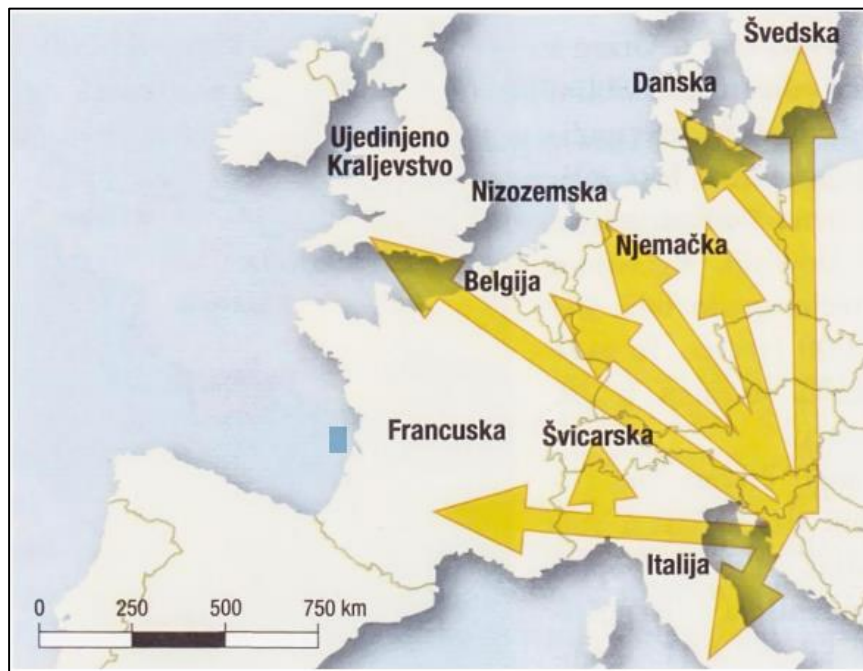 Švedska
Danska
Ujedinjeno
Kraljevstvo
Nizozemska
Njemačka
Belgija
Francuska
Švicarska
Italija
0 250 500 750 km